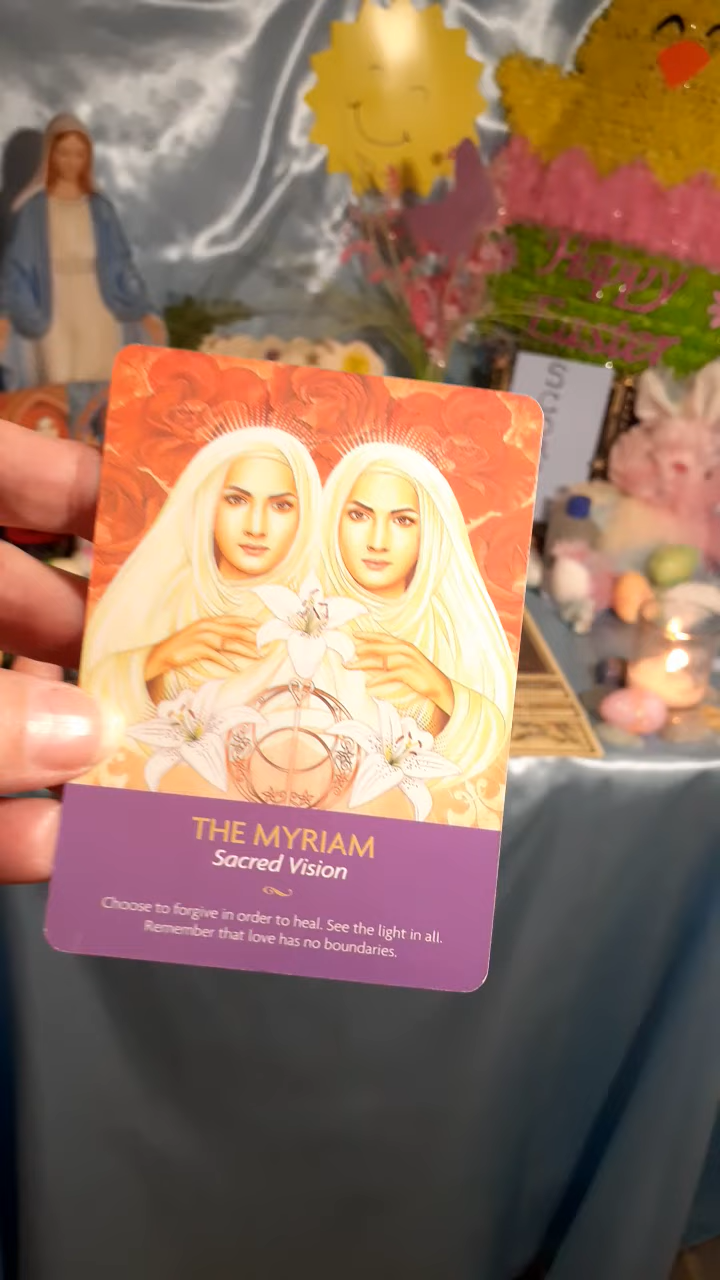 Happy
Easter
THE MYRIAM
Sacred Vision
Choose to forgive in order to heal. See the light in all.
Remember that love has no boundaries.